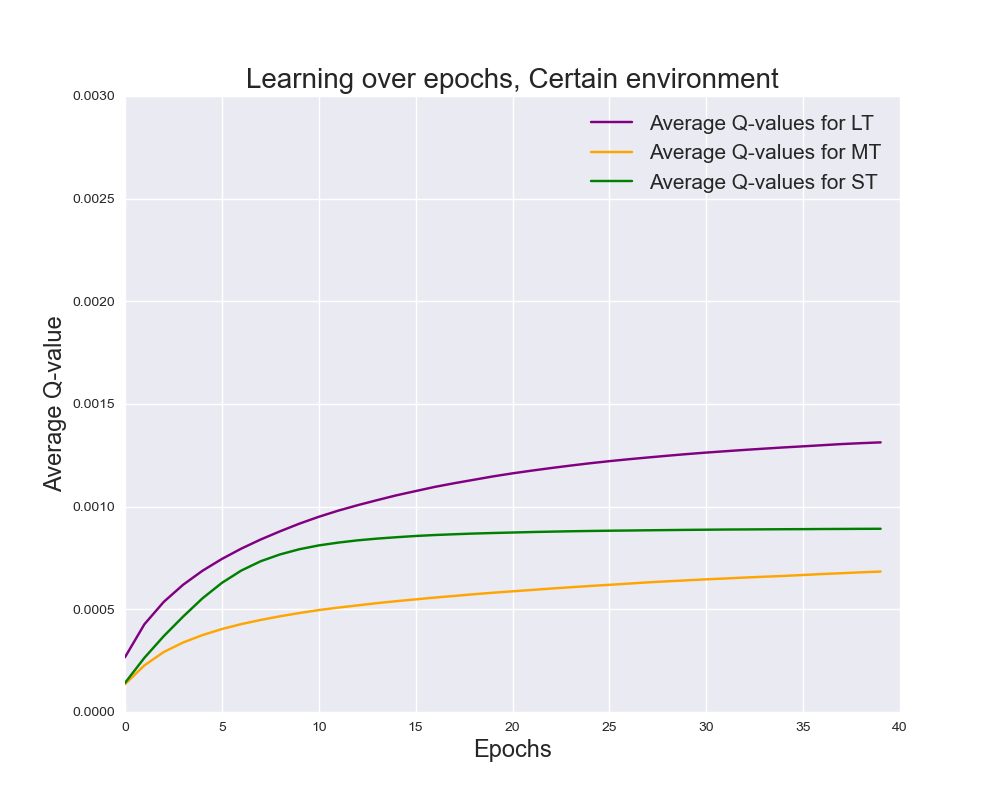 Learning over epochs, Certain environment
0.0030
0.0025
0.0020
0.0015
0.0010
0.0005
0.0000
Average Q-value
Average Q-values for LT
Average Q-values for MT
Average Q-values for ST
0 5 10 15 20 25 30 35 40
Epochs